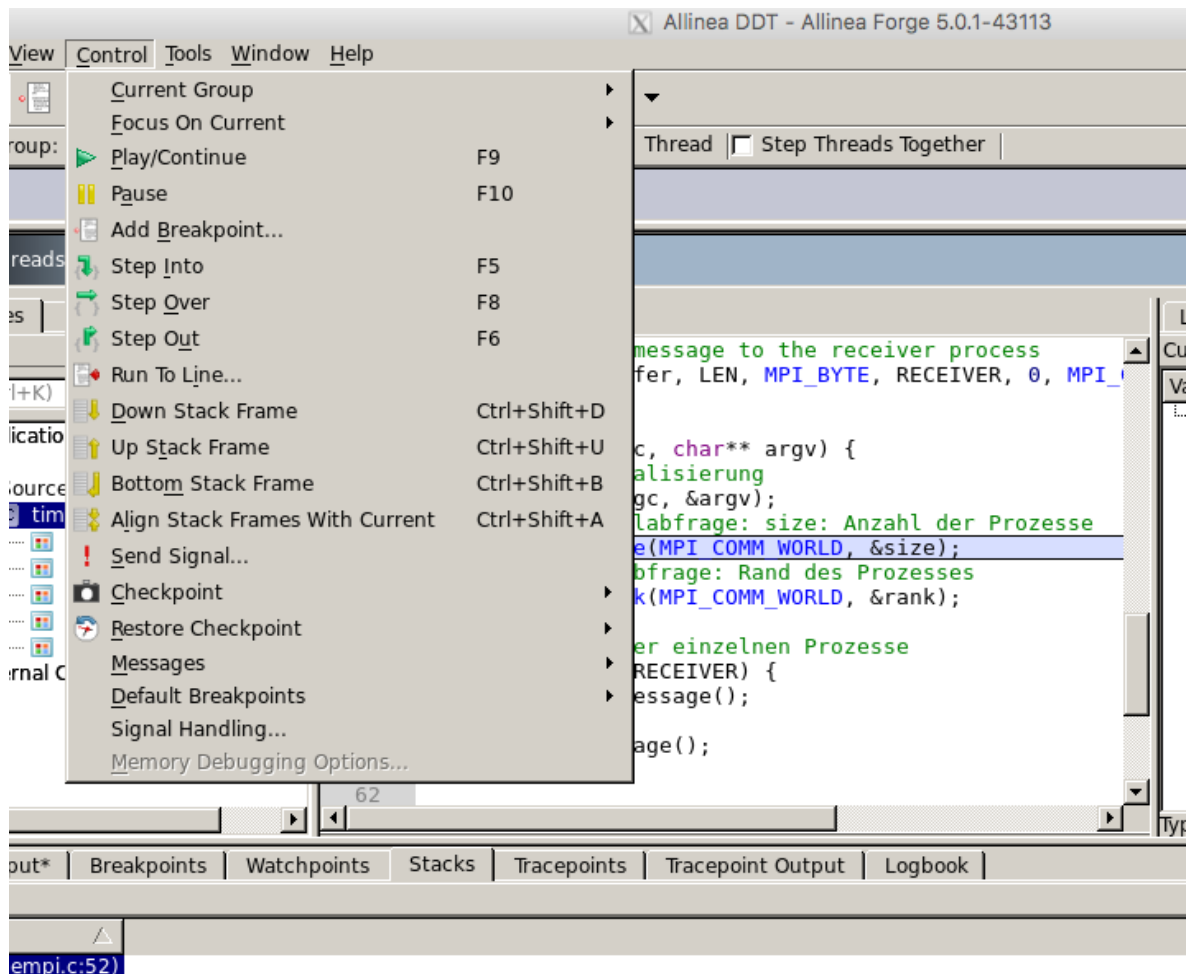 Allinea DDT - Allinea Forge 5.0.1-43113
View Control Tools Window Help
Current Group
Focus On Current
roup: Thread Step Threads Together
Play/Continue F9
Pause F10
Add Breakpoint...
reads
Step Into F5
Step Over F8
es
Step Out F6
message to the receiver process
Cu
Run To Line...
fer, LEN, MPI_BYTE, RECEIVER, 0, MPI_
l+K)
Va
Down Stack Frame Ctrl+Shift+D
licatio
Up Stack Frame Ctrl+Shift+U
c, char** argv) {
alisierung
Bottom Stack Frame Ctrl+Shift+B
Source
gc, &argv);
tim
Align Stack Frames With Current Ctrl+Shift+A
labfrage: size: Anzahl der Prozesse
Send Signal...
e(MPI_COMM_WORLD, &size);
bfrage: Rand des Prozesses
Checkpoint
k(MPI_COMM_WORLD, &rank);
Restore Checkpoint
er einzelnen Prozesse
Messages
ernal C
RECEIVER) {
Default Breakpoints
essage();
Signal Handling...
age();
Memory Debugging Options...
62
Typ
put* Breakpoints Watchpoints Stacks Tracepoints Tracepoint Output Logbook
empi.c:52)